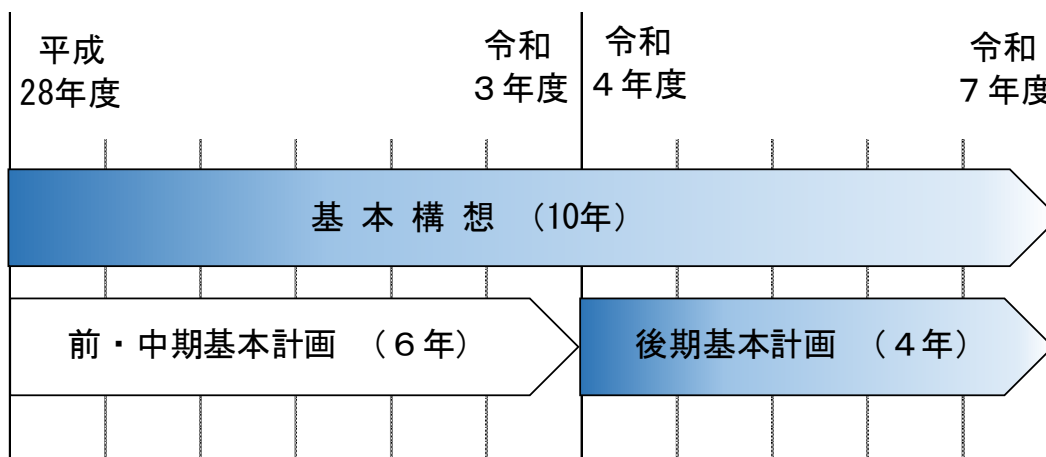 平成
28年度
令和
３年度
令和
４年度
令和
７年度
基本構想 (10年)
前・中期基本計画 （６年）
後期基本計画 （４年）